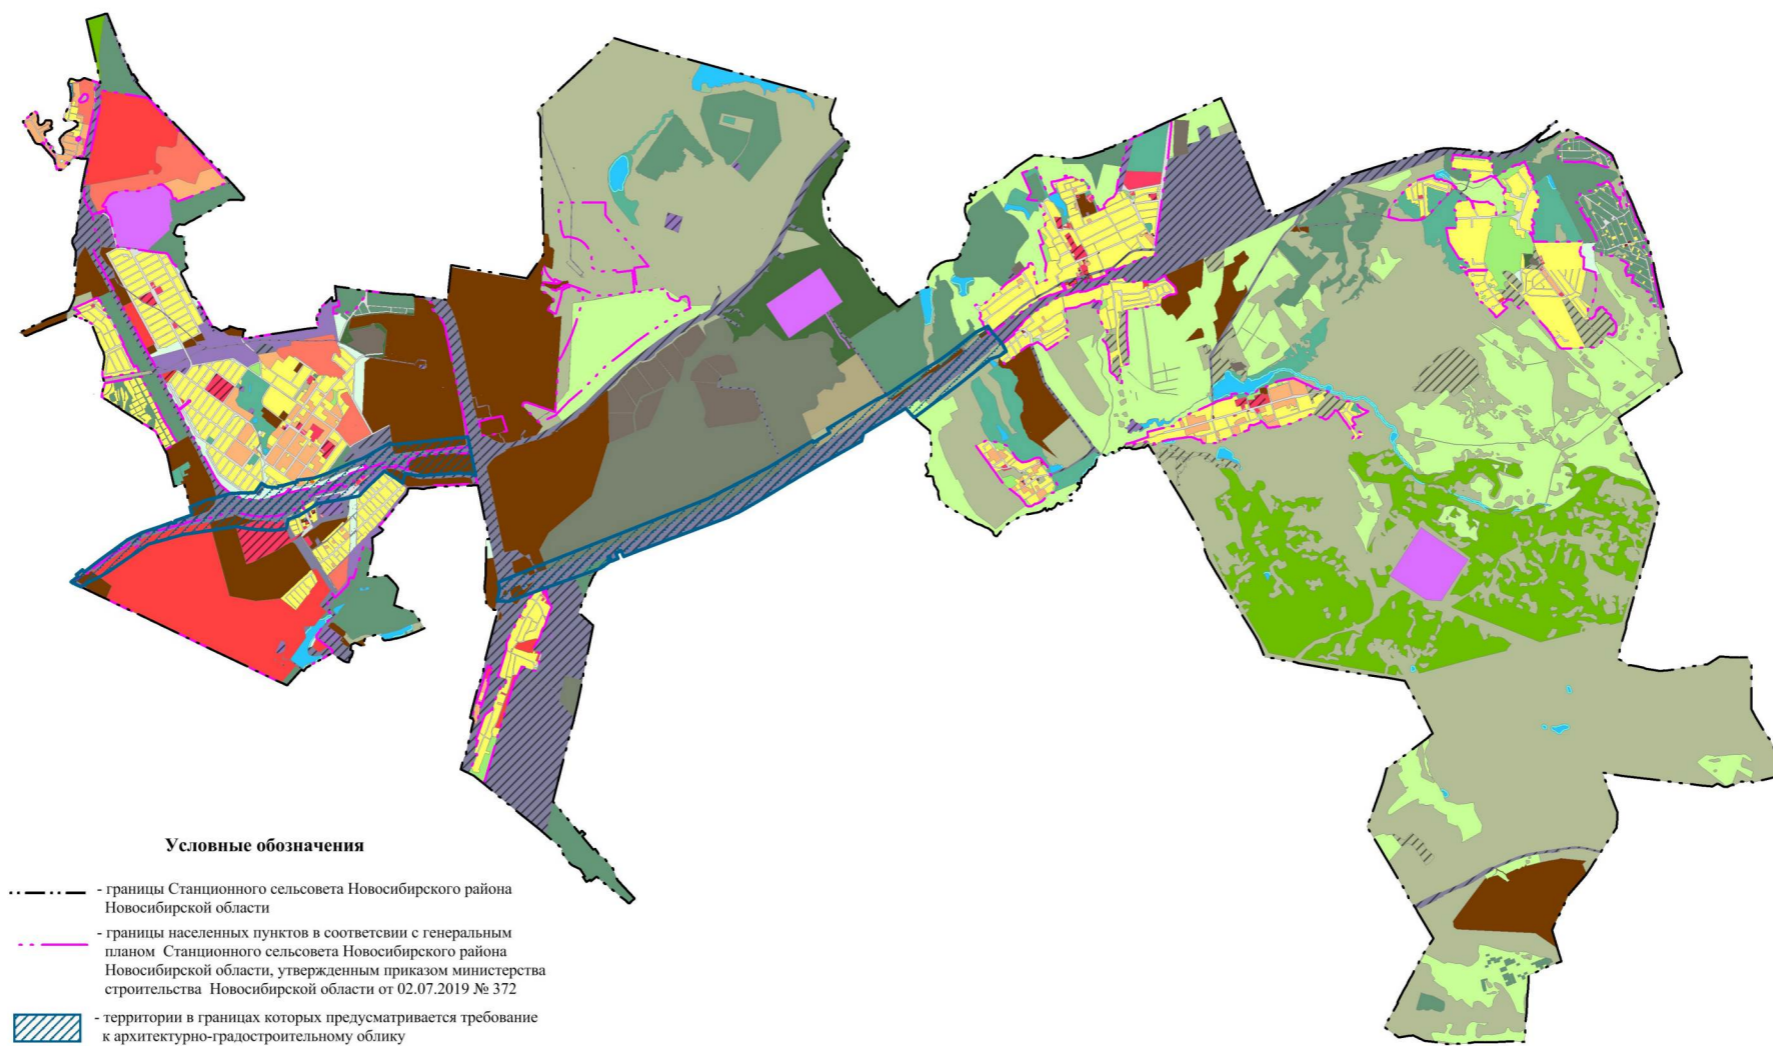 Условные обозначения
- границы Станционного сельсовета Новосибирского района
Новосибирской области
- границы населенных пунктов в соответсвии с генеральным
планом Станционного сельсовета Новосибирского района
Новосибирской области, утвержденным приказом министерства
строительства Новосибирской области от 02.07.2019 № 372
- территории в границах которых предусматривается требование
к архитектурно-градостроительному облику